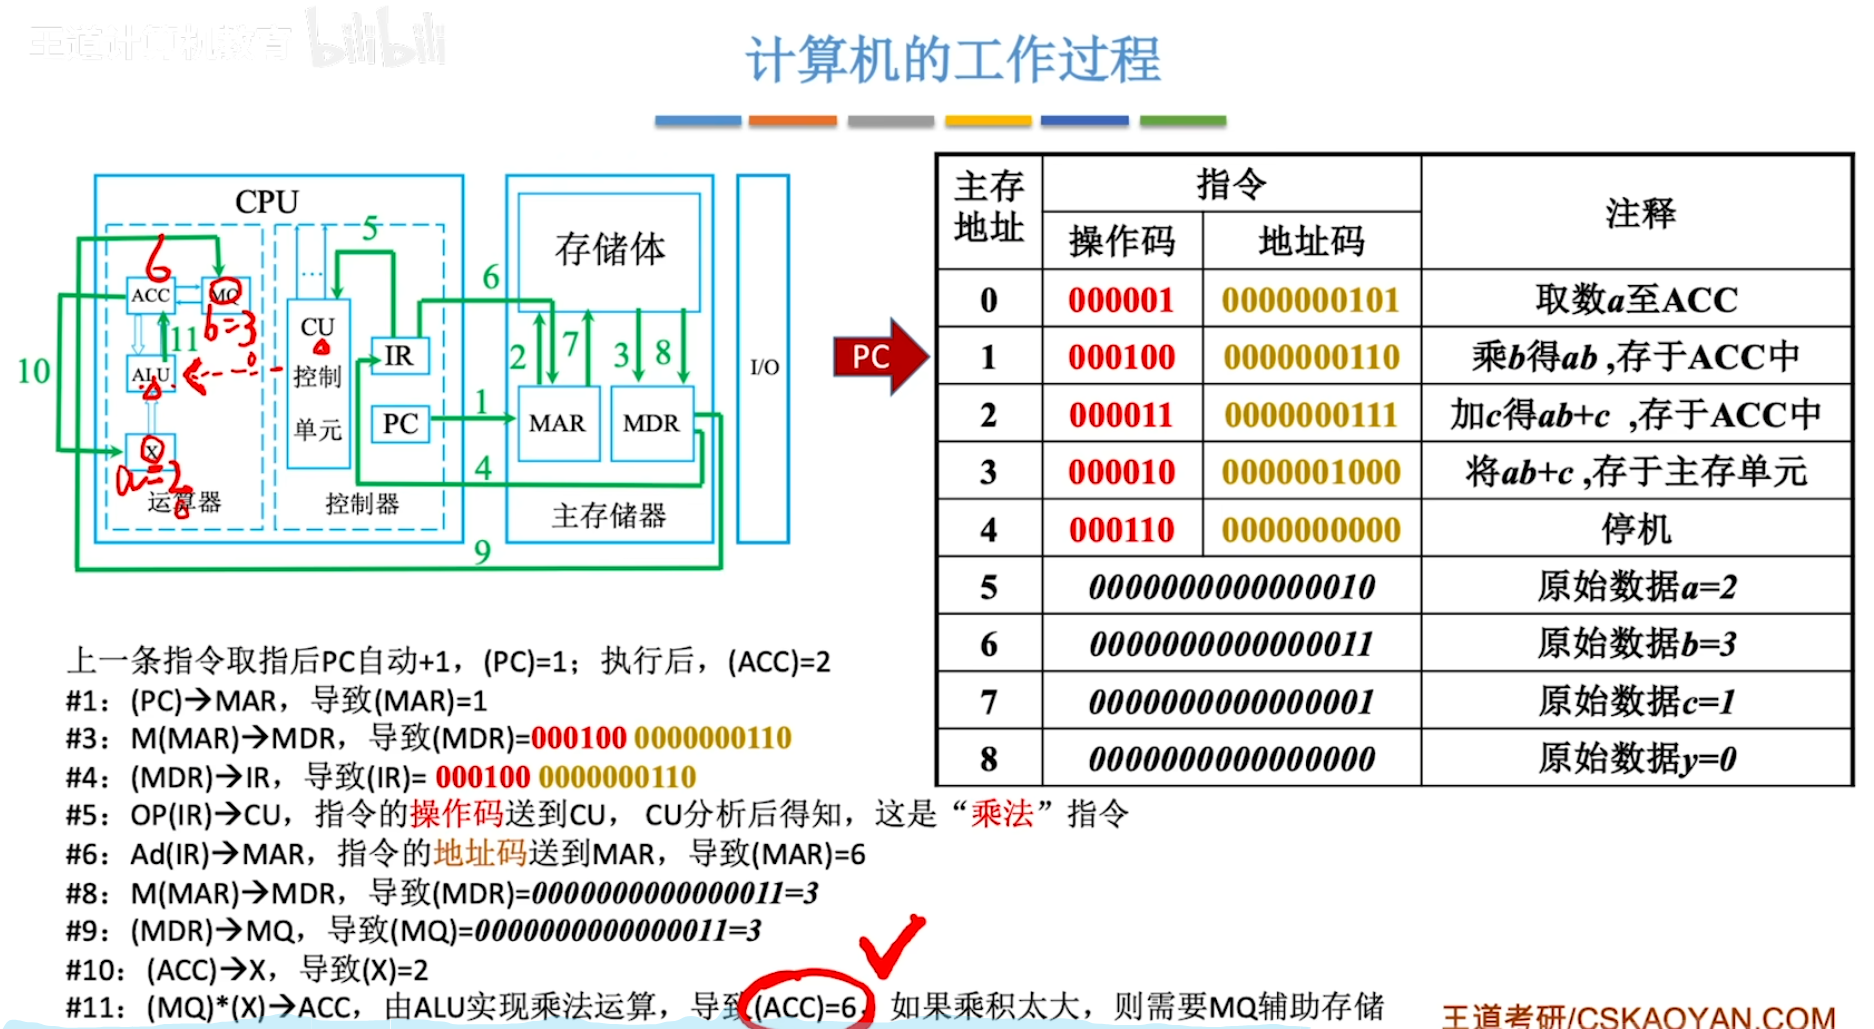 王道计算机教育 bilibili
计算机的工作过程
CPU
存储体
I/O
ACC
MQ
ALU
X
运算器
CU
控制
单元
IR
PC
控制器
MAR
MDR
主存储器
1
2
3
4
5
6
7
8
9
10
11
6
b=3
a=2
PC
主存地址 指令 注释
操作码 地址码
0 000001 0000000101 取数a至ACC
1 000100 0000000110 乘b得ab ,存于ACC中
2 000011 0000000111 加c得ab+c ,存于ACC中
3 000010 0000001000 将ab+c ,存于主存单元
4 000110 0000000000 停机
5 0000000000000010 原始数据a=2
6 0000000000000011 原始数据b=3
7 0000000000000001 原始数据c=1
8 0000000000000000 原始数据y=0
上一条指令取指后PC自动+1，(PC)=1；执行后，(ACC)=2
#1：(PC)→MAR，导致(MAR)=1
#3：M(MAR)→MDR，导致(MDR)=000100 0000000110
#4：(MDR)→IR，导致(IR)= 000100 0000000110
#5：OP(IR)→CU，指令的操作码送到CU，CU分析后得知，这是“乘法”指令
#6：Ad(IR)→MAR，指令的地址码送到MAR，导致(MAR)=6
#8：M(MAR)→MDR，导致(MDR)=0000000000000011=3
#9：(MDR)→MQ，导致(MQ)=0000000000000011=3
#10：(ACC)→X，导致(X)=2
#11：(MQ)*(X)→ACC，由ALU实现乘法运算，导致(ACC)=6，如果乘积太大，则需要MQ辅助存储
王道考研/CSKAOYAN.COM